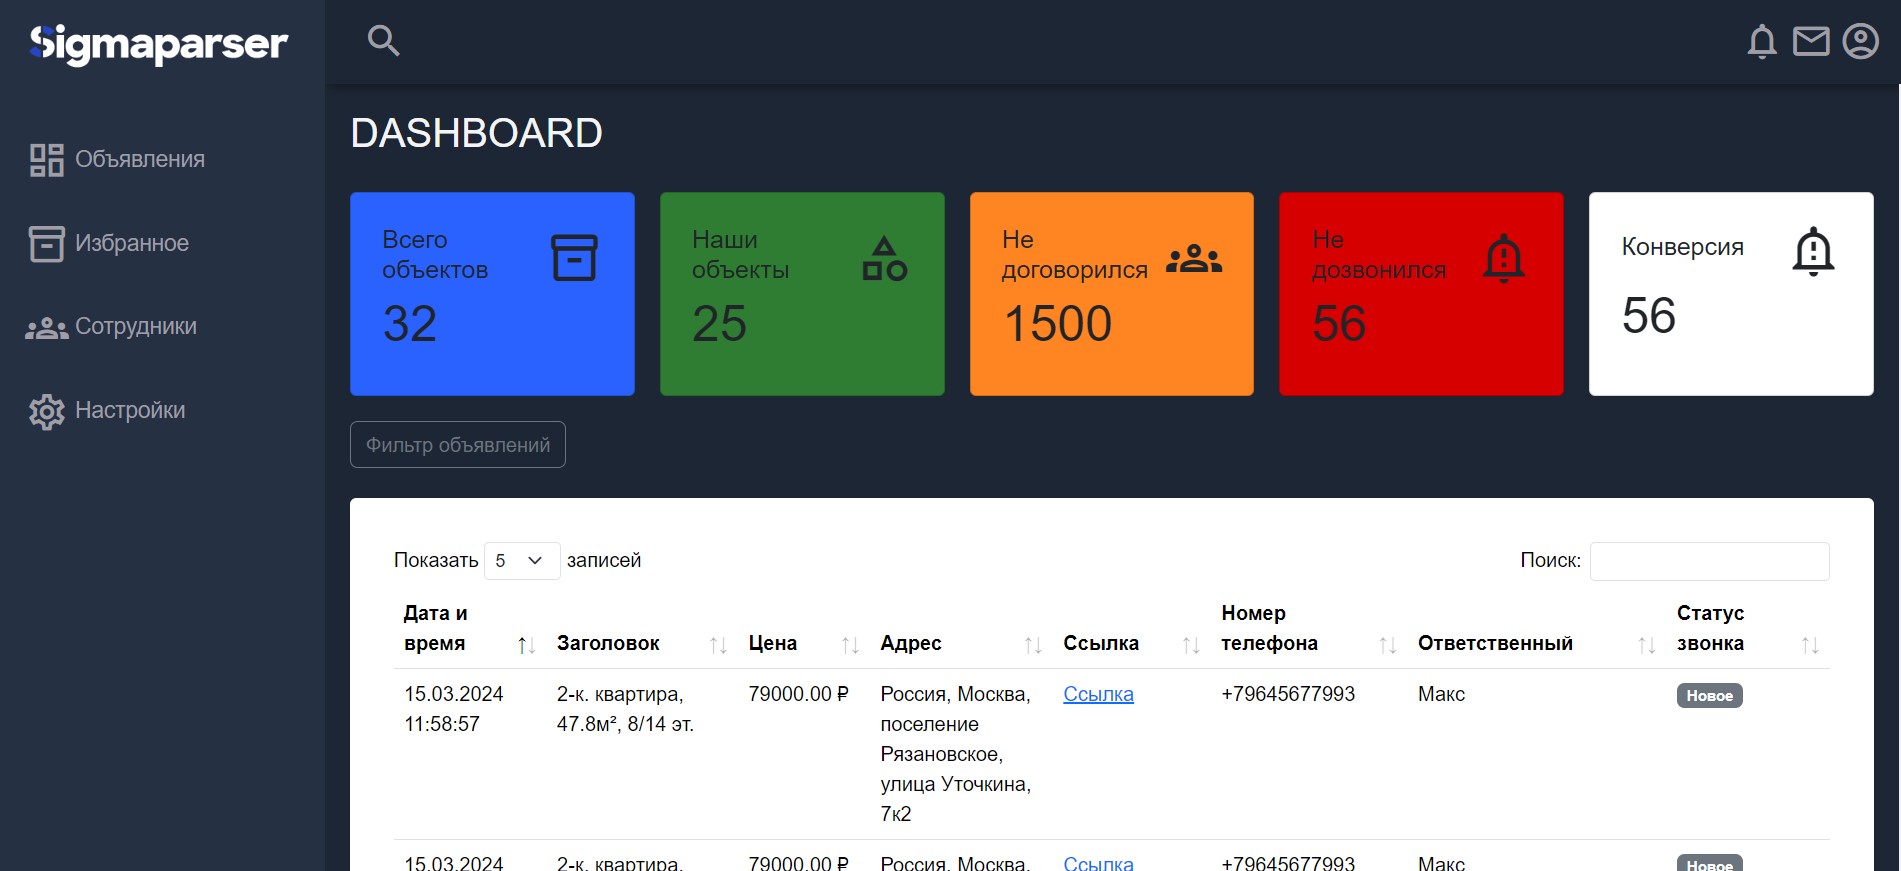 Sigmaparser
Объявления
Избранное
Сотрудники
Настройки
DASHBOARD
Всего
объектов
32
Наши
объекты
25
Не
договорился
1500
Не
дозвонился
56
Конверсия
56
Фильтр объявлений
Показать 5 записей
Поиск:
Дата и
время
Заголовок
Цена
Адрес
Ссылка
Номер
телефона
Ответственный
Статус
звонка
15.03.2024
11:58:57
2-к. квартира,
47.8м², 8/14 эт.
79000.00 ₽
Россия, Москва,
поселение
Рязановское,
улица Уточкина,
7к2
Ссылка
+79645677993
Макс
Новое
15.03.2024
2-к. квартира,
79000.00 ₽
Россия, Москва,
Ссылка
+79645677993
Макс
Новое